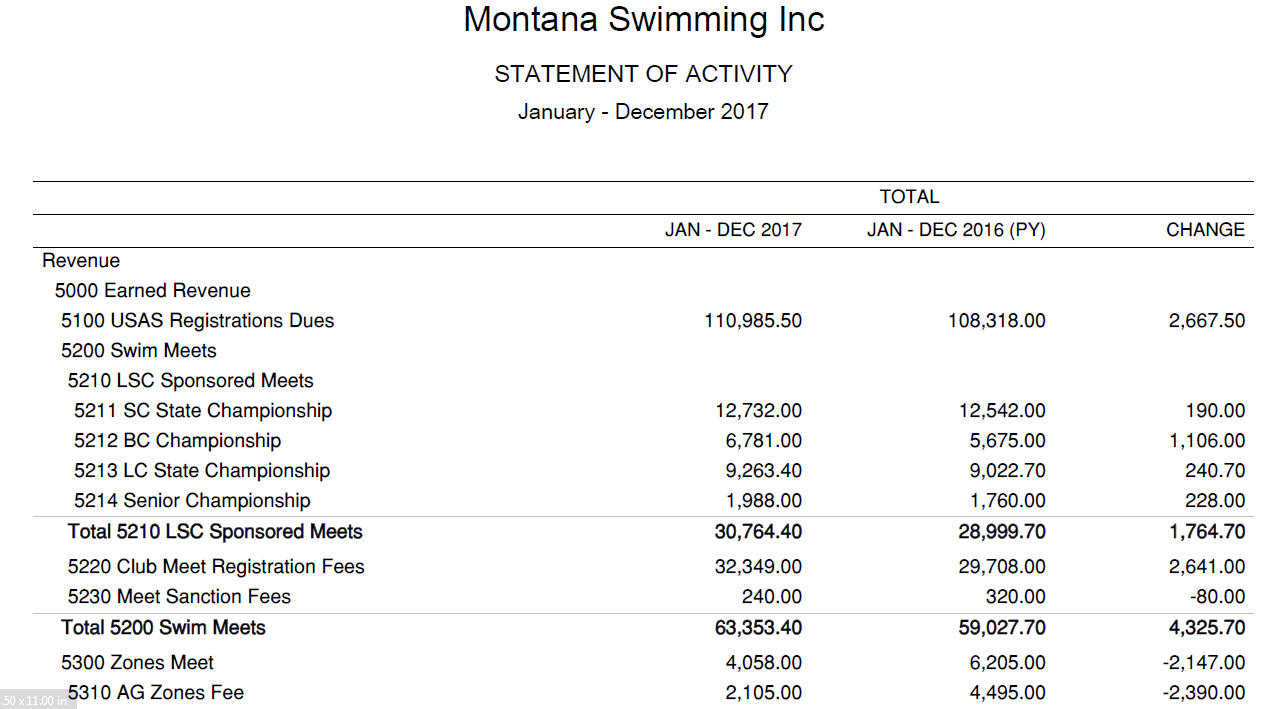 Montana Swimming Inc
STATEMENT OF ACTIVITY
January - December 2017
TOTAL
JAN - DEC 2017 JAN - DEC 2016 (PY) CHANGE
Revenue
5000 Earned Revenue
5100 USAS Registrations Dues 110,985.50 108,318.00 2,667.50
5200 Swim Meets
5210 LSC Sponsored Meets
5211 SC State Championship 12,732.00 12,542.00 190.00
5212 BC Championship 6,781.00 5,675.00 1,106.00
5213 LC State Championship 9,263.40 9,022.70 240.70
5214 Senior Championship 1,988.00 1,760.00 228.00
Total 5210 LSC Sponsored Meets 30,764.40 28,999.70 1,764.70
5220 Club Meet Registration Fees 32,349.00 29,708.00 2,641.00
5230 Meet Sanction Fees 240.00 320.00 -80.00
Total 5200 Swim Meets 63,353.40 59,027.70 4,325.70
5300 Zones Meet 4,058.00 6,205.00 -2,147.00
5310 AG Zones Fee 2,105.00 4,495.00 -2,390.00
.50 x 11.00 in